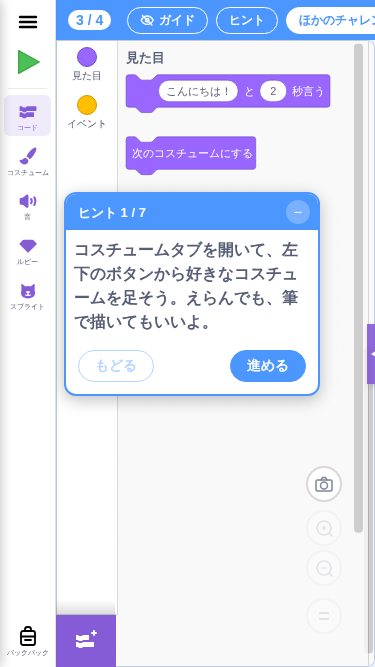 3 / 4
ガイド
ヒント
ほかのチャレン
見た目
見た目
イベント
こんにちは！ と 2 秒言う
次のコスチュームにする
コード
コスチューム
音
ルビー
スプライト
ヒント 1 / 7
コスチュームタブを開いて、左
下のボタンから好きなコスチュ
ームを足そう。えらんでも、筆
で描いてもいいよ。
もどる
進める
バックパック